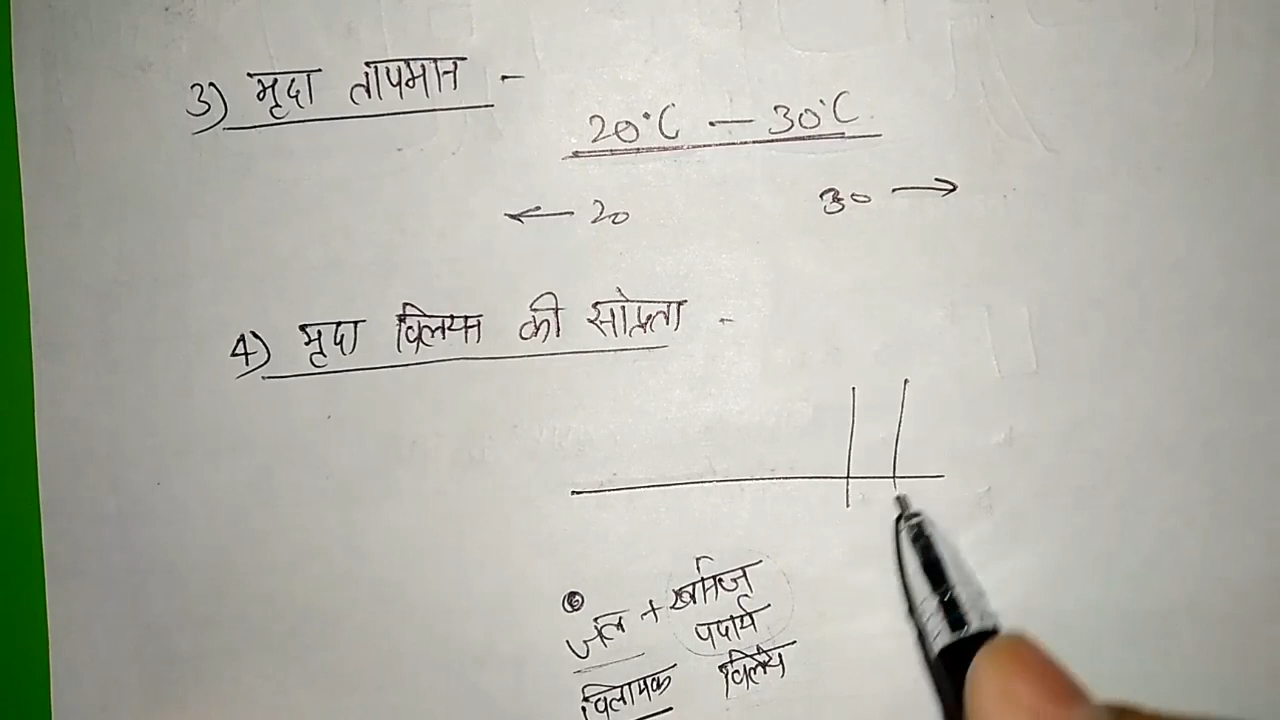 3) मृदा तापमान -
20°C — 30°C
← 20 30 →
4) मृदा विलयन की सांद्रता -
जल + खनिज
पदार्थ
विलायक विलेय